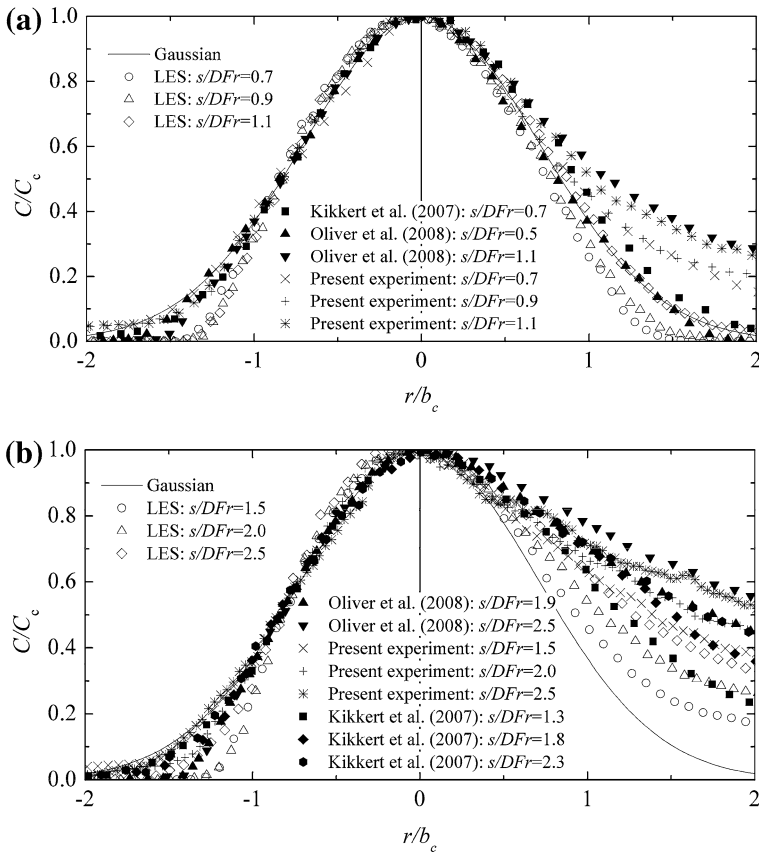 (a)
1.0
0.8
0.6
0.4
0.2
0.0
C/Cc
Gaussian
LES: s/DFr=0.7
LES: s/DFr=0.9
LES: s/DFr=1.1
Kikkert et al. (2007): s/DFr=0.7
Oliver et al. (2008): s/DFr=0.5
Oliver et al. (2008): s/DFr=1.1
Present experiment: s/DFr=0.7
Present experiment: s/DFr=0.9
Present experiment: s/DFr=1.1
-2 -1 0 1 2
r/bc
(b)
1.0
0.8
0.6
0.4
0.2
0.0
C/Cc
Gaussian
LES: s/DFr=1.5
LES: s/DFr=2.0
LES: s/DFr=2.5
Oliver et al. (2008): s/DFr=1.9
Oliver et al. (2008): s/DFr=2.5
Present experiment: s/DFr=1.5
Present experiment: s/DFr=2.0
Present experiment: s/DFr=2.5
Kikkert et al. (2007): s/DFr=1.3
Kikkert et al. (2007): s/DFr=1.8
Kikkert et al. (2007): s/DFr=2.3
-2 -1 0 1 2
r/bc